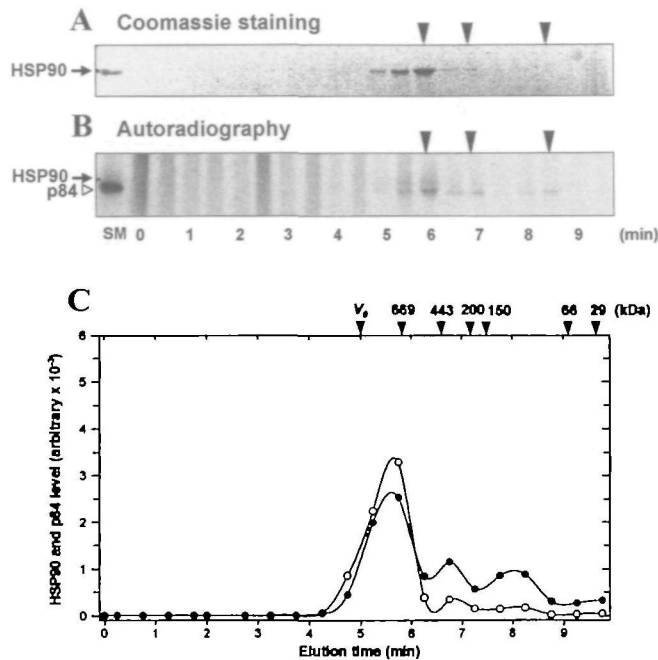 A Coomassie staining
HSP90
B Autoradiography
HSP90
p84
SM 0 1 2 3 4 5 6 7 8 9 (min)
C
V₀ 669 443 200 150 66 29 (kDa)
HSP90 and p84 level (arbitrary x 10⁻³)
6
5
4
3
2
1
0
0 1 2 3 4 5 6 7 8 9
Elution time (min)